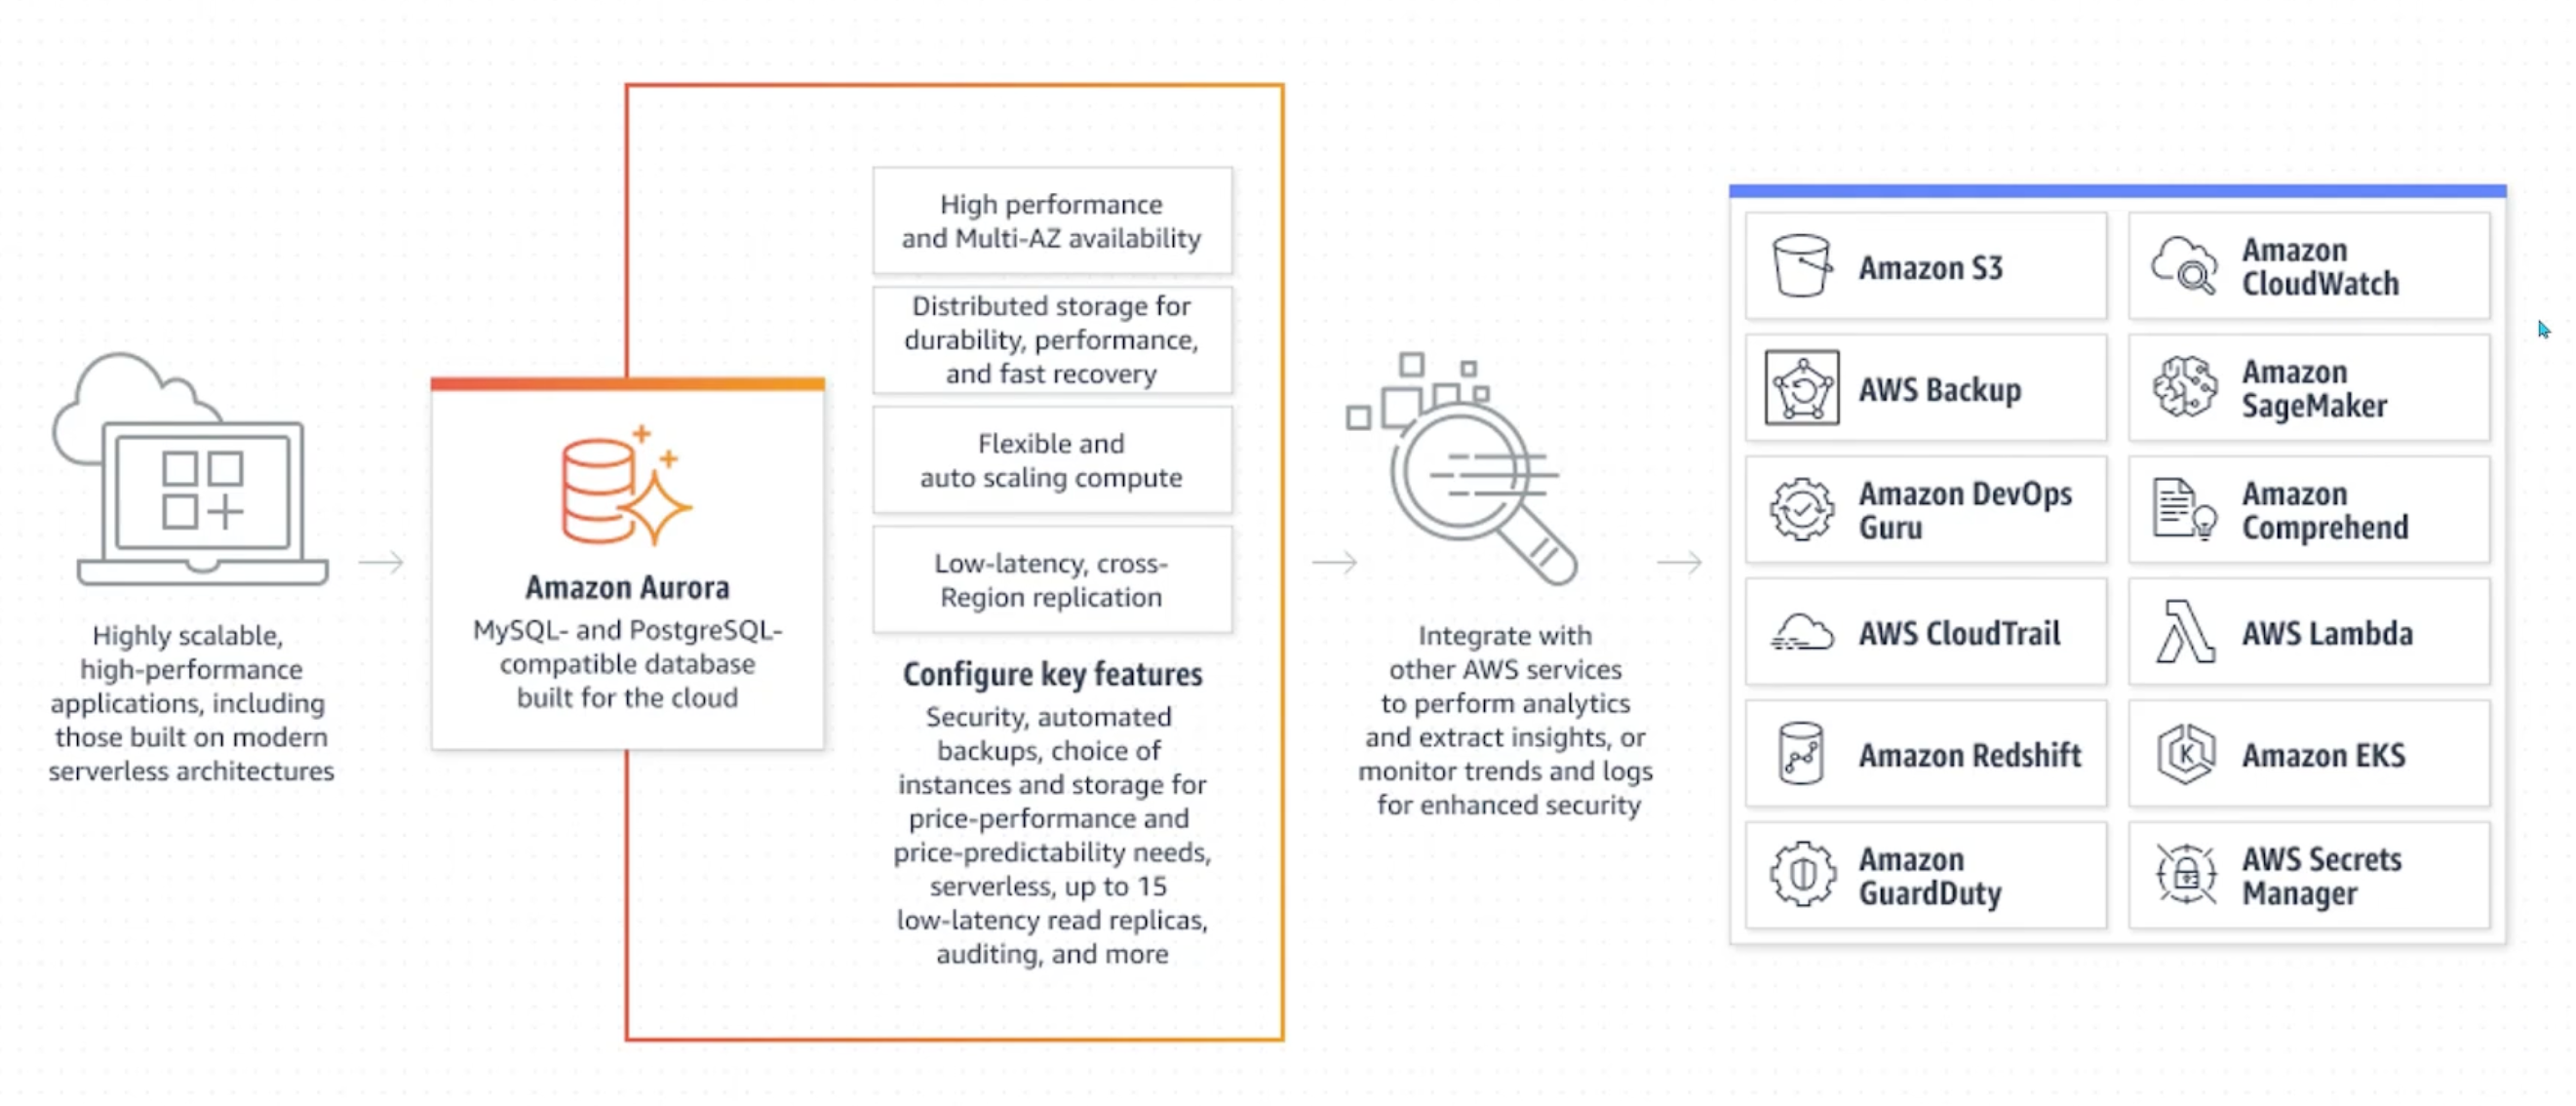 Highly scalable,
high-performance
applications, including
those built on modern
serverless architectures
Amazon Aurora
MySQL- and PostgreSQL-
compatible database
built for the cloud
High performance
and Multi-AZ availability
Distributed storage for
durability, performance,
and fast recovery
Flexible and
auto scaling compute
Low-latency, cross-
Region replication
Configure key features
Security, automated
backups, choice of
instances and storage for
price-performance and
price-predictability needs,
serverless, up to 15
low-latency read replicas,
auditing, and more
Integrate with
other AWS services
to perform analytics
and extract insights, or
monitor trends and logs
for enhanced security
Amazon S3
Amazon
CloudWatch
AWS Backup
Amazon
SageMaker
Amazon DevOps
Guru
Amazon
Comprehend
AWS CloudTrail
AWS Lambda
Amazon Redshift
K
Amazon EKS
Amazon
GuardDuty
AWS Secrets
Manager